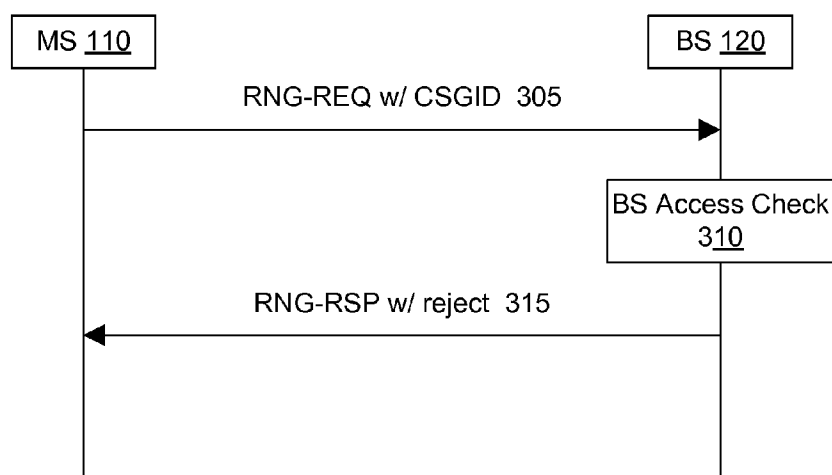 MS 110
BS 120
RNG-REQ w/ CSGID 305
BS Access Check
310
RNG-RSP w/ reject 315